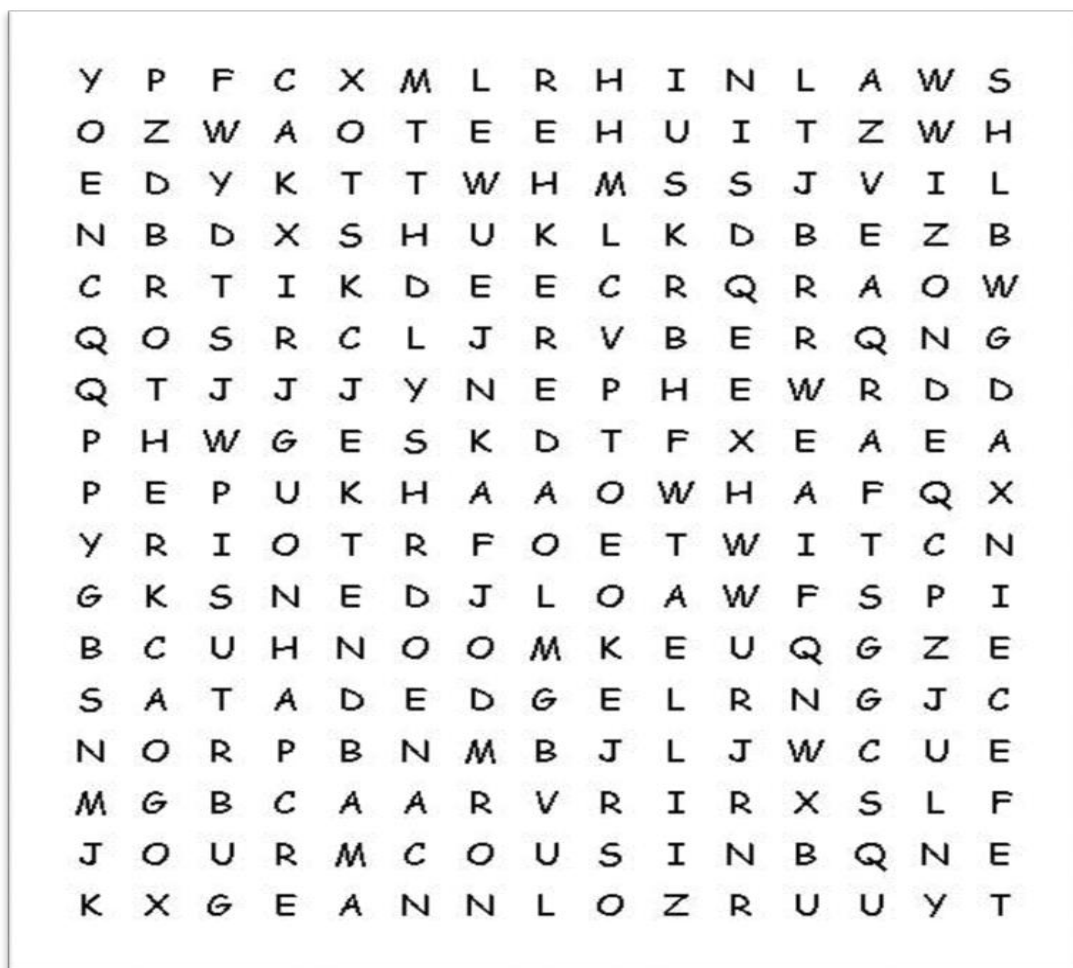 Y P F C X M L R H I N L A W S
O Z W A O T E E H U I T Z W H
E D Y K T T W H M S S J V I L
N B D X S H U K L K D B E Z B
C R T I K D E E C R Q R A O W
Q O S R C L J R V B E R Q N G
Q T J J J Y N E P H E W R D D
P H W G E S K D T F X E A E A
P E P U K H A A O W H A F Q X
Y R I O T R F O E T W I T C N
G K S N E D J L O A W F S P I
B C U H N O O M K E U Q G Z E
S A T A D E D G E L R N G J C
N O R P B N M B J L J W C U E
M G B C A A R V R I R X S L F
J O U R M C O U S I N B Q N E
K X G E A N N L O Z R U U Y T